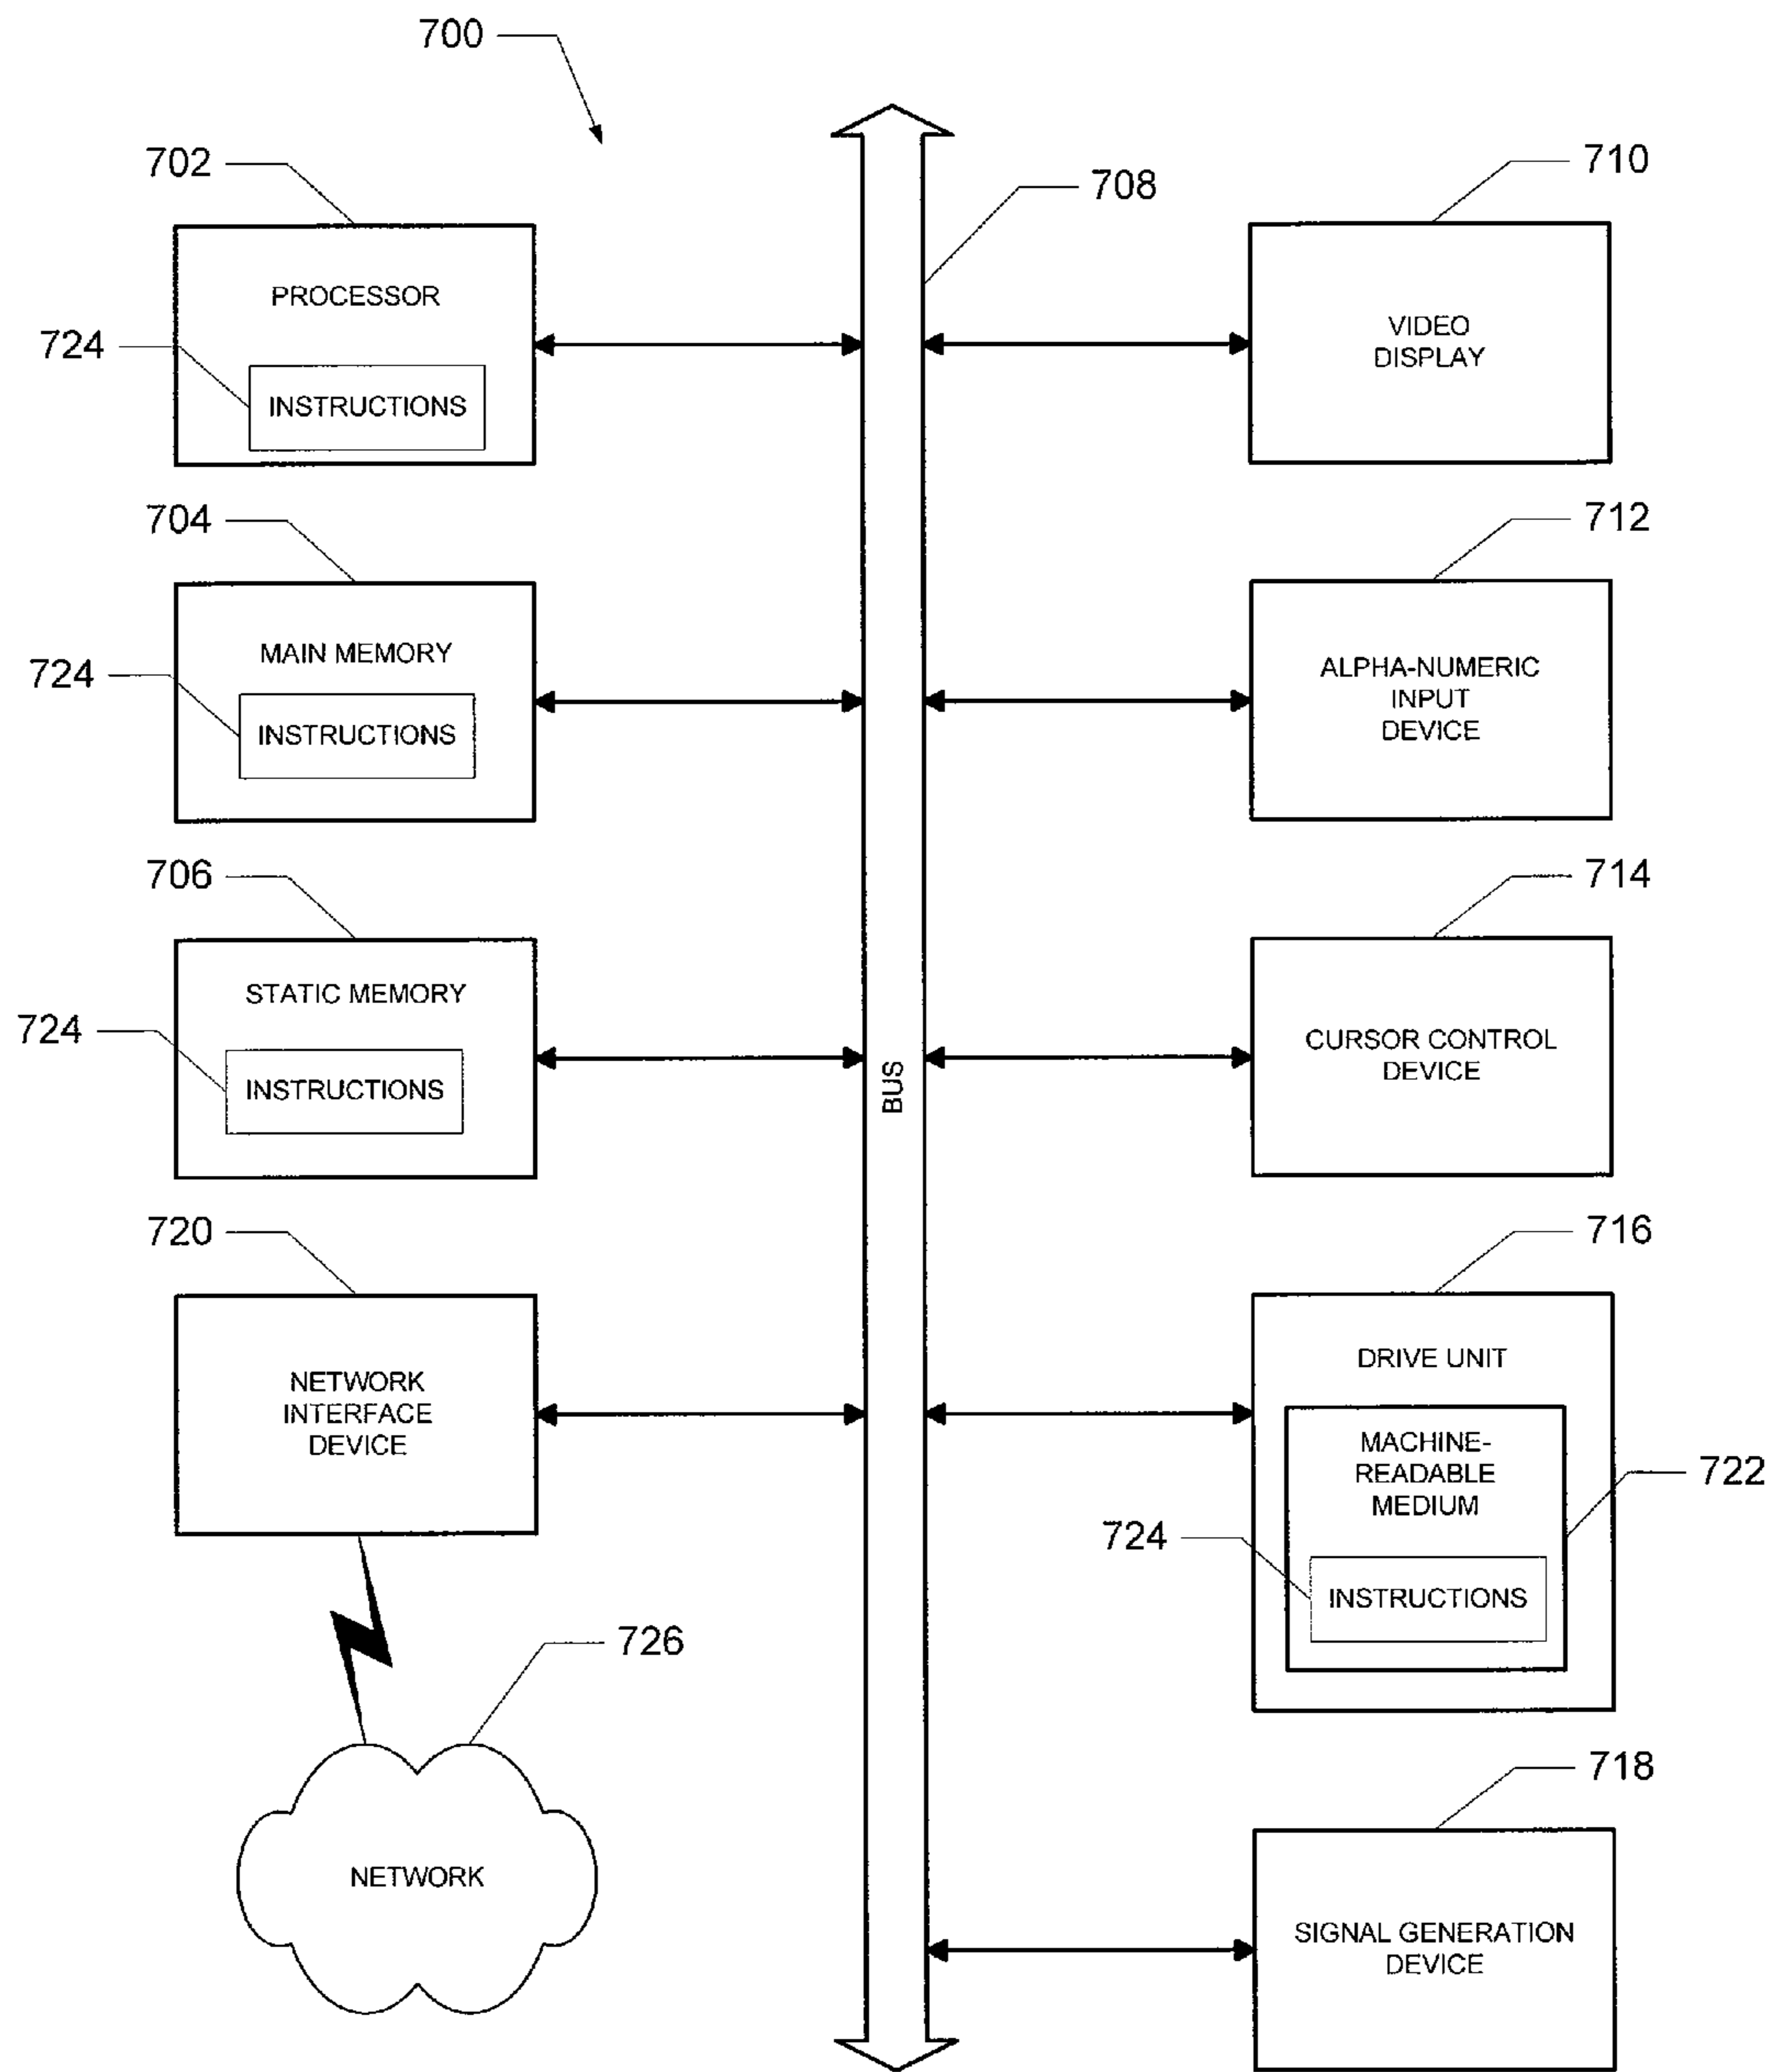 700
702
708
710
PROCESSOR
724
INSTRUCTIONS
VIDEO
DISPLAY
704
712
MAIN MEMORY
724
INSTRUCTIONS
ALPHA-NUMERIC
INPUT
DEVICE
706
714
STATIC MEMORY
724
INSTRUCTIONS
BUS
CURSOR CONTROL
DEVICE
720
716
NETWORK
INTERFACE
DEVICE
DRIVE UNIT
MACHINE-
READABLE
MEDIUM
722
724
INSTRUCTIONS
726
NETWORK
718
SIGNAL GENERATION
DEVICE